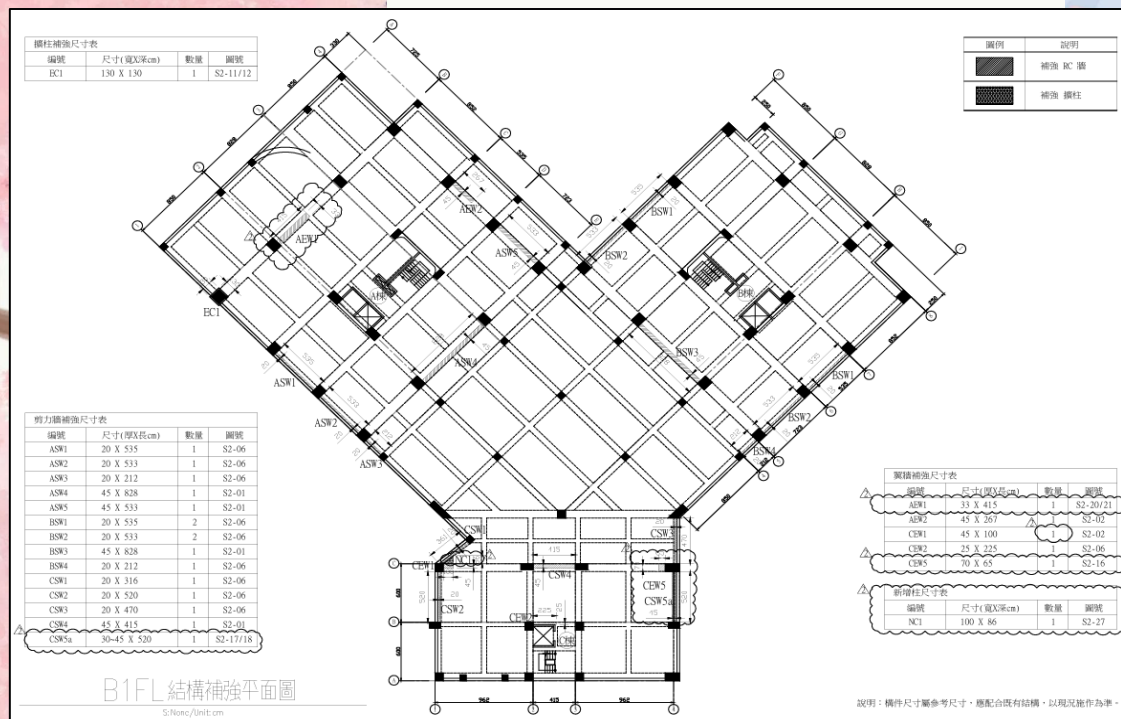 擴柱補強尺寸表
編號 尺寸(寬X深cm) 數量 圖號
EC1 130 X 130 1 S2-11/12
圖例 說明
補強 RC 牆
補強 擴柱
剪力牆補強尺寸表
編號 尺寸(厚X長cm) 數量 圖號
ASW1 20 X 535 1 S2-06
ASW2 20 X 533 1 S2-06
ASW3 20 X 212 1 S2-06
ASW4 45 X 828 1 S2-01
ASW5 45 X 533 1 S2-01
BSW1 20 X 535 2 S2-06
BSW2 20 X 533 2 S2-06
BSW3 45 X 828 1 S2-01
BSW4 20 X 212 1 S2-06
CSW1 20 X 316 1 S2-06
CSW2 20 X 520 1 S2-06
CSW3 20 X 470 1 S2-06
CSW4 45 X 415 1 S2-01
CSW5a 30~45 X 520 1 S2-17/18
翼牆補強尺寸表
編號 尺寸(厚X長cm) 數量 圖號
AEW1 33 X 415 1 S2-20/21
AEW2 45 X 267 1 S2-02
CEW1 45 X 100 1 S2-02
CEW2 25 X 225 1 S2-06
CEW5 70 X 65 1 S2-16
新增柱尺寸表
編號 尺寸(寬X深cm) 數量 圖號
NC1 100 X 86 1 S2-27
AEW1
AEW2
ASW5
BSW1
BSW2
A棟
B棟
EC1
ASW4
BSW3
ASW1
ASW2
ASW3
BSW1
BSW2
BSW4
CSW1
CSW3
NC1
CEW1
CSW4
CEW5
CSW5a
CSW2
CEW2
C棟
962 415 962
B1FL 結構補強平面圖
S:None/Unit:cm
說明：構件尺寸屬參考尺寸，應配合既有結構，以現況施作為準。